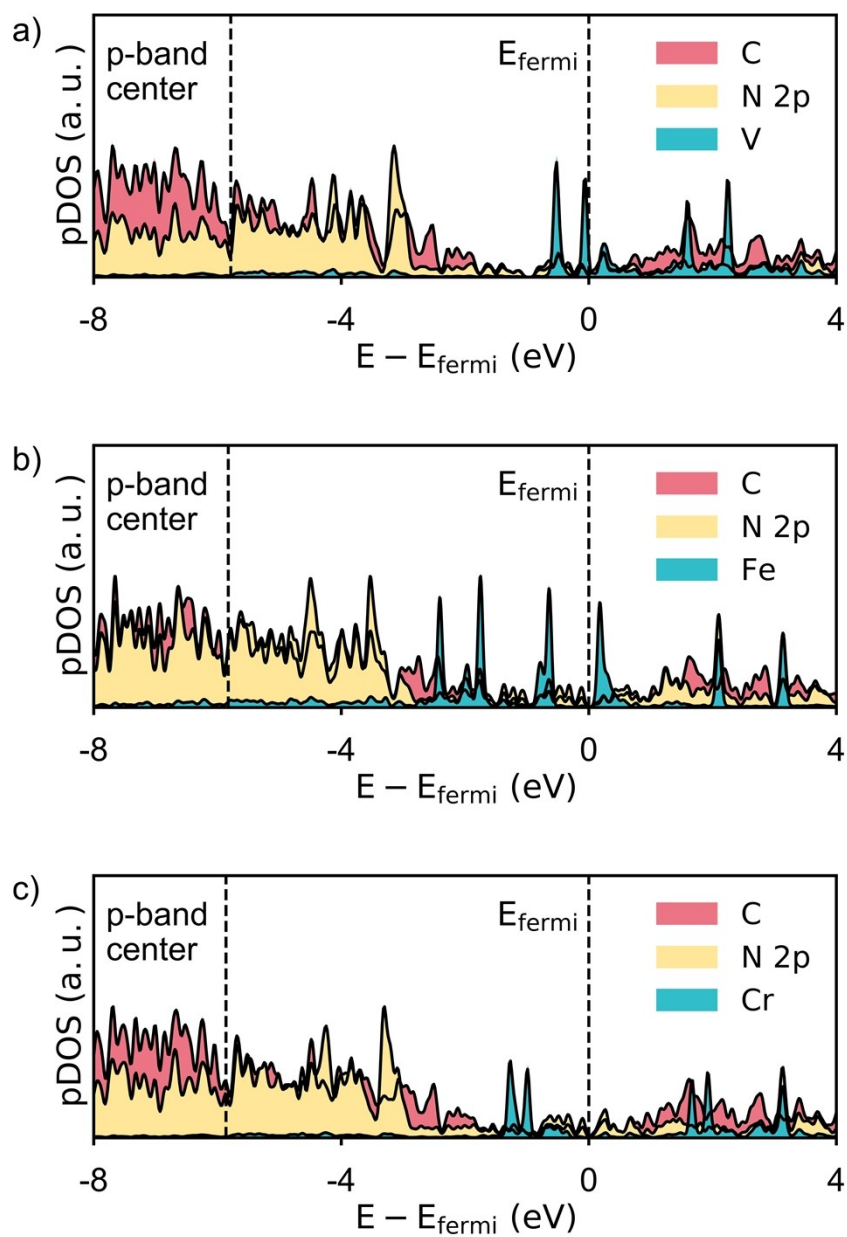 a)
p-band
center
E_fermi
C
N 2p
V
pDOS (a. u.)
-8
-4
0
4
E − E_fermi (eV)
b)
p-band
center
E_fermi
C
N 2p
Fe
pDOS (a. u.)
-8
-4
0
4
E − E_fermi (eV)
c)
p-band
center
E_fermi
C
N 2p
Cr
pDOS (a. u.)
-8
-4
0
4
E − E_fermi (eV)